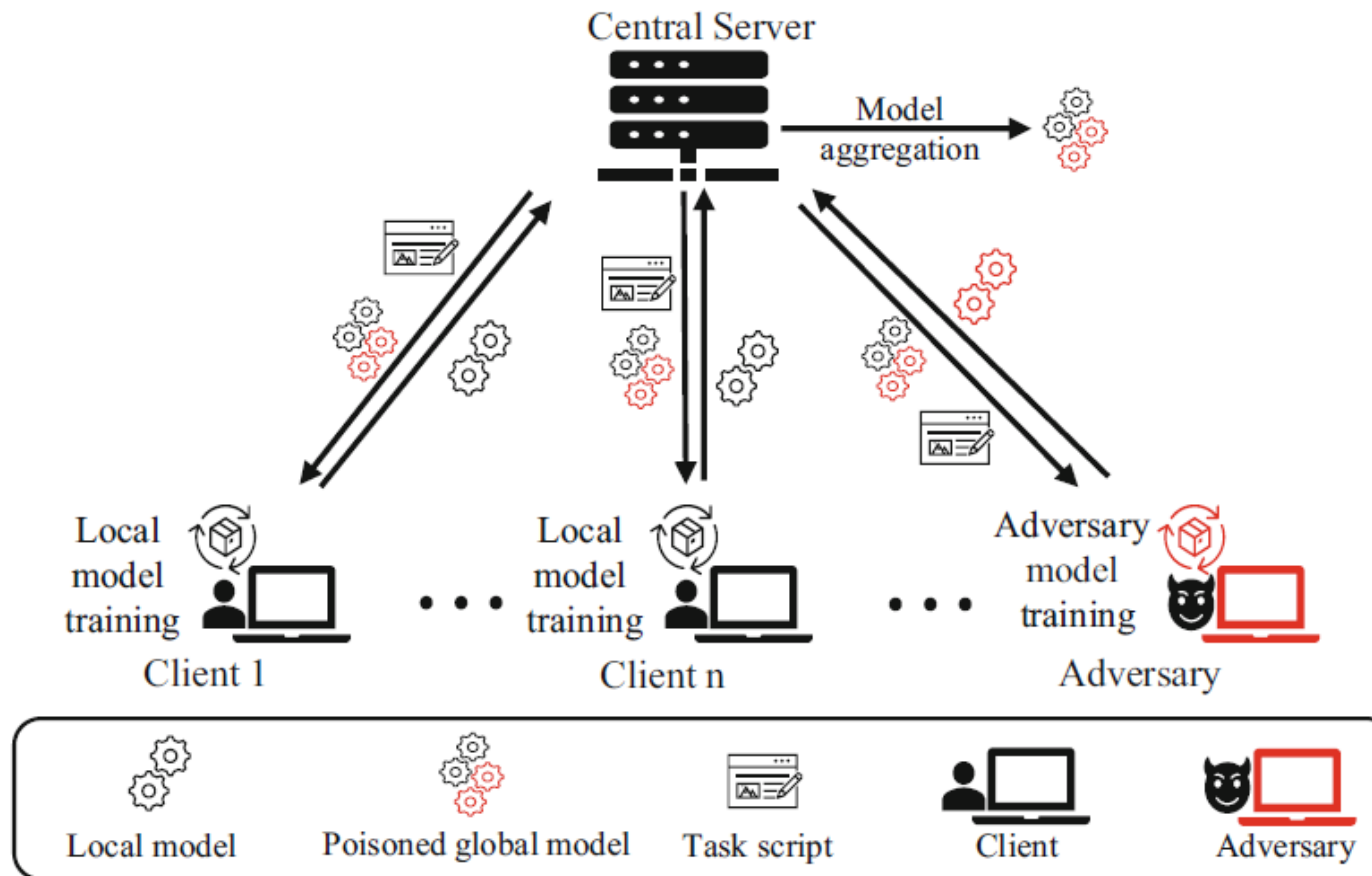 Central Server
Model
aggregation
Local
model
training
Client 1
Local
model
training
Client n
Adversary
model
training
Adversary
Local model
Poisoned global model
Task script
Client
Adversary